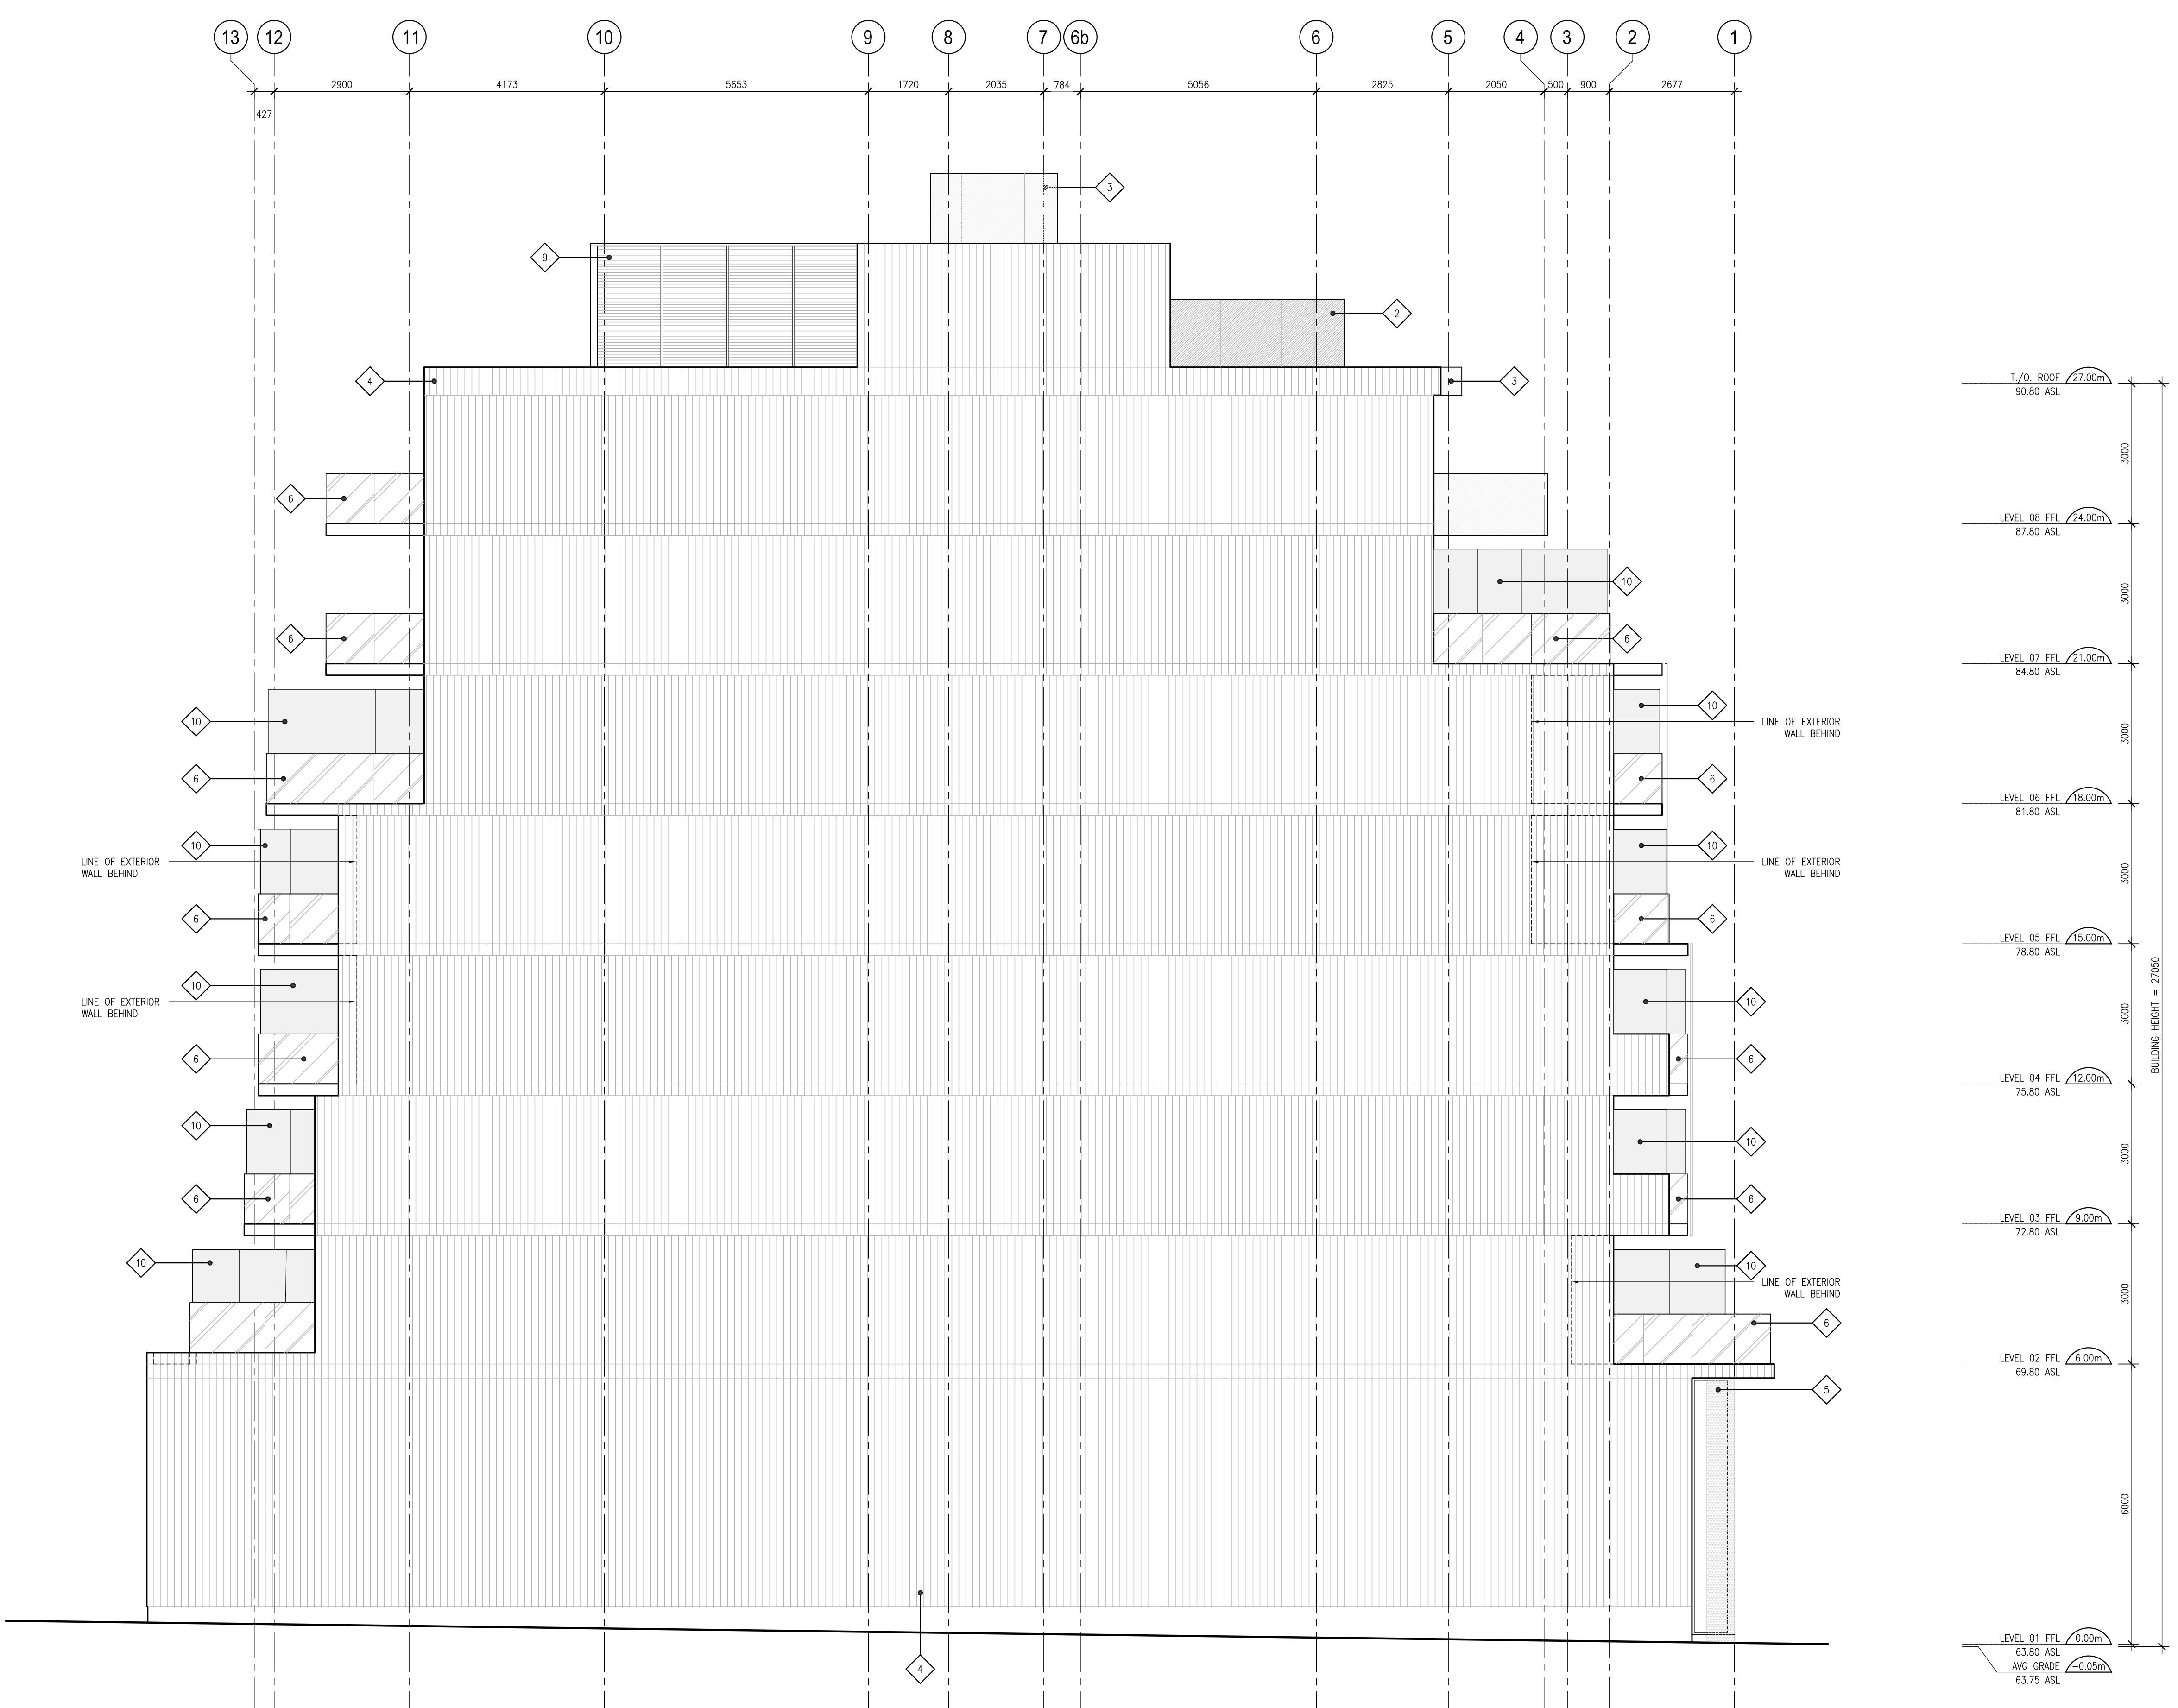 13 12 11 10 9 8 7 6b 6 5 4 3 2 1
2900 4173 5653 1720 2035 784 5056 2825 2050 500 900 2677
427
3
9
2
4 3
T./O. ROOF 27.00m
90.80 ASL
3000
6
LEVEL 08 FFL 24.00m
87.80 ASL
10
3000
6 6
LEVEL 07 FFL 21.00m
84.80 ASL
10
10 LINE OF EXTERIOR
WALL BEHIND
3000
6 6
LEVEL 06 FFL 18.00m
81.80 ASL
10 10
LINE OF EXTERIOR LINE OF EXTERIOR
WALL BEHIND WALL BEHIND
3000
6 6
LEVEL 05 FFL 15.00m
78.80 ASL
BUILDING HEIGHT = 27050
10
LINE OF EXTERIOR 10
WALL BEHIND
3000
6 6
LEVEL 04 FFL 12.00m
75.80 ASL
10
10
3000
6 6
LEVEL 03 FFL 9.00m
72.80 ASL
10 10
LINE OF EXTERIOR
WALL BEHIND
3000
6
LEVEL 02 FFL 6.00m
69.80 ASL
5
6000
LEVEL 01 FFL 0.00m
63.80 ASL
AVG GRADE -0.05m
63.75 ASL
4